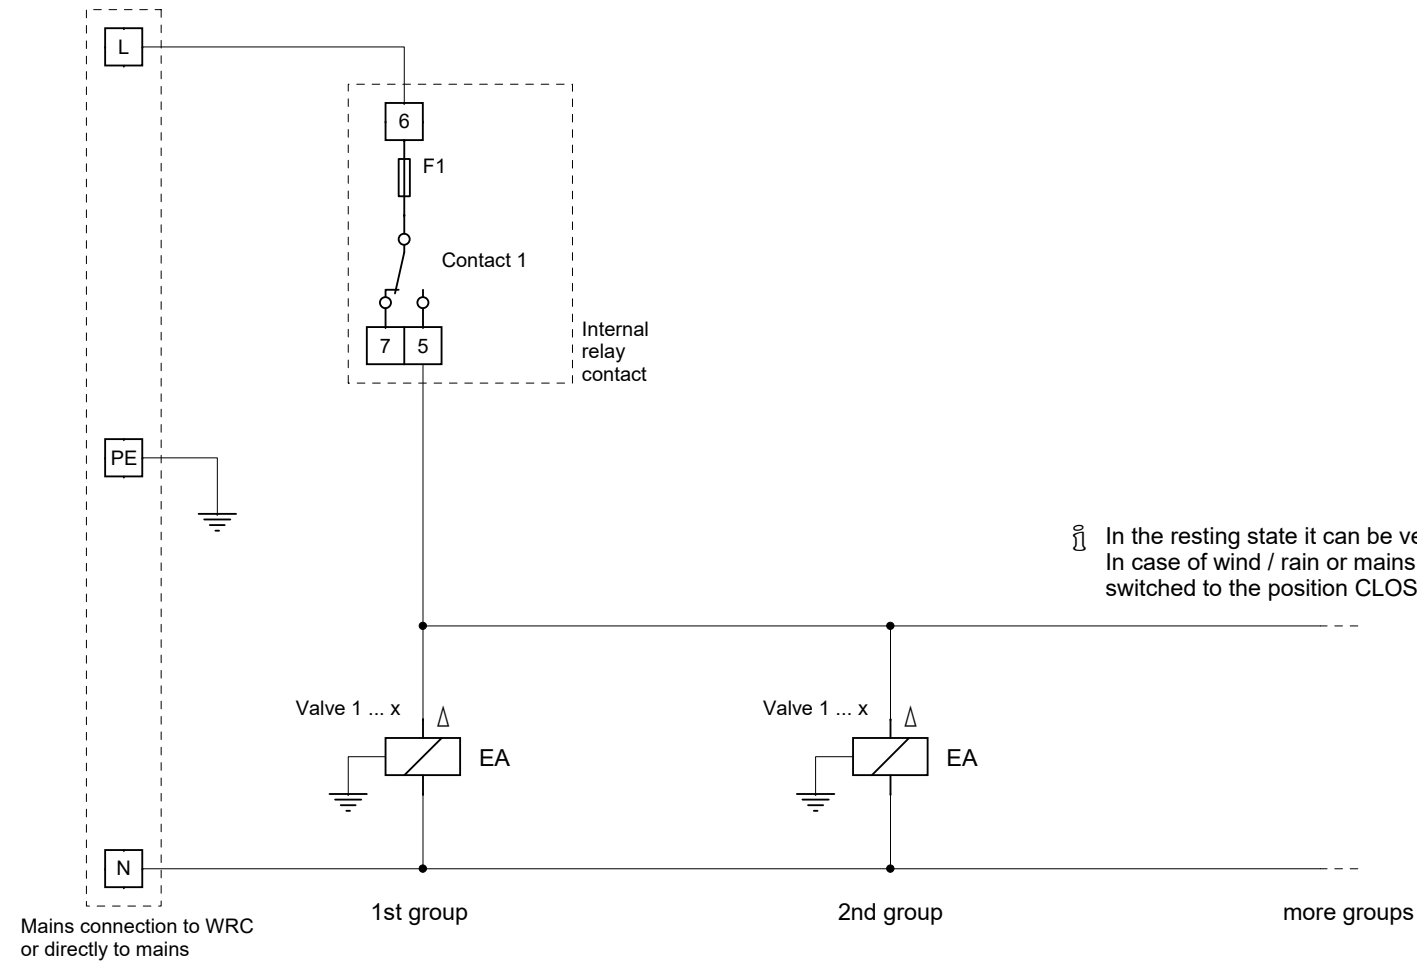 L
6
F1
Contact 1
7 5
Internal
relay
contact
PE
In the resting state it can be
In case of wind / rain or mains
switched to the position
Valve 1 ... x
EA
Valve 1 ... x
EA
N
1st group
2nd group
more groups
Mains connection to WRC
or directly to mains